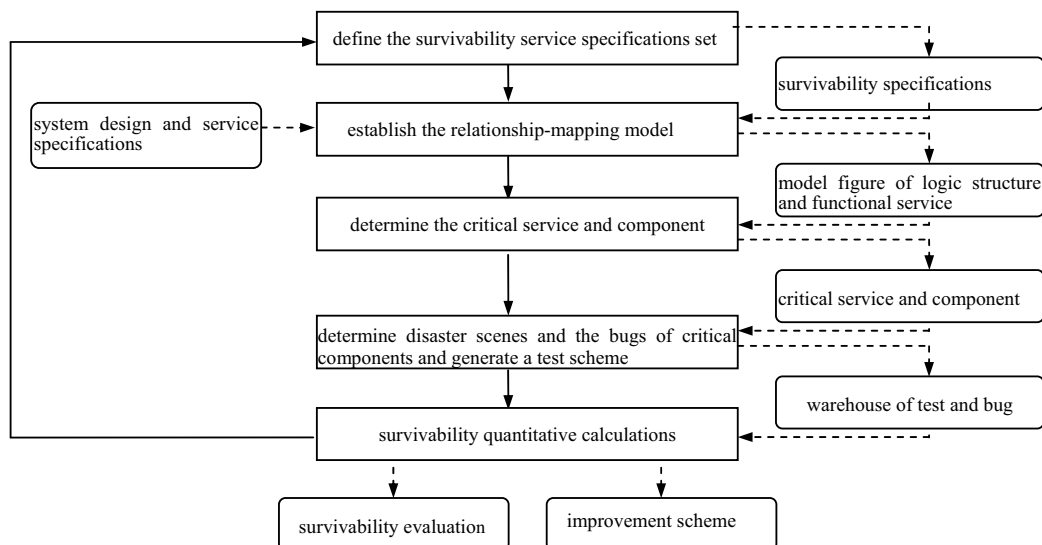 define the survivability service specifications set
survivability specifications
system design and service
specifications
establish the relationship-mapping model
model figure of logic structure
and functional service
determine the critical service and component
critical service and component
determine disaster scenes and the bugs of critical
components and generate a test scheme
warehouse of test and bug
survivability quantitative calculations
survivability evaluation
improvement scheme